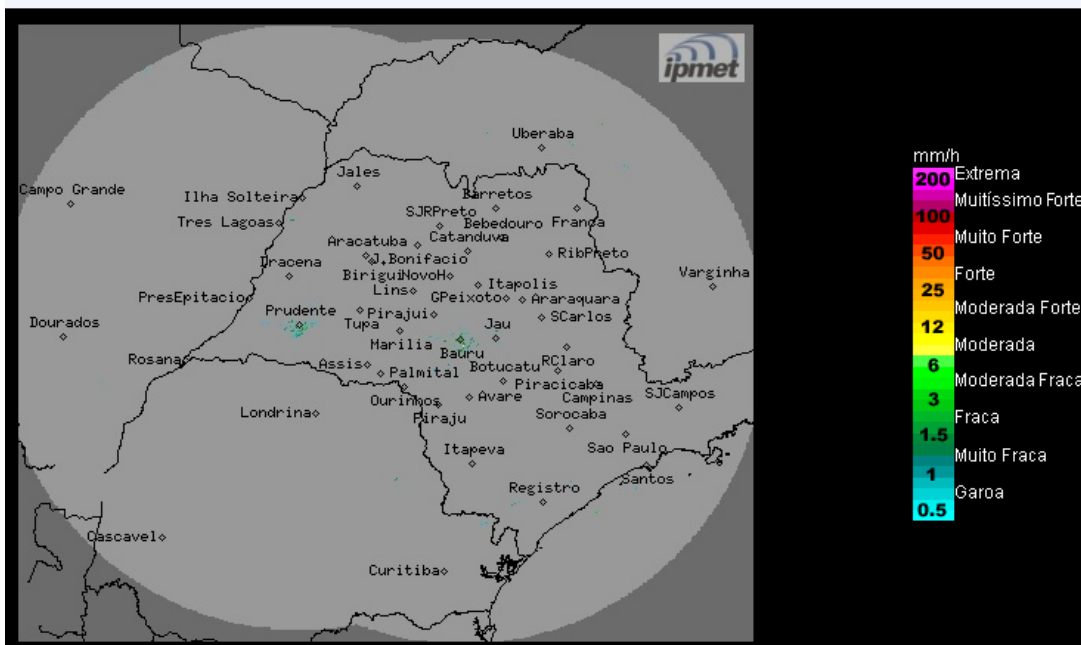 ipmet
Uberaba
Campo Grande
Jales
Ilha Solteira
Barretos
SJRPreto
Tres Lagoas
Bebedouro Franca
Aracatuba
Catanduva
Dracena
J.Bonifacio
RibPreto
Birigui
NovoH
Itapolis
Varginha
Lins
GPeixoto
Araraquara
PresEpitacio
Prudente
Pirajui
Dourados
Tupa
Jau
SCarlos
Marilia
Bauru
Rosana
Assis
Palmital
Botucatu
RClaro
Piracicaba
Ourinhos
Avare
Campinas
SJCampos
Londrina
Piraju
Sorocaba
Itapeva
Sao Paulo
Registro
Santos
Cascavel
Curitiba
mm/h
200 Extrema
Muitíssimo Forte
100
Muito Forte
50
Forte
25
Moderada Forte
12
Moderada
6
Moderada Fraca
3
Fraca
1.5
Muito Fraca
1
Garoa
0.5